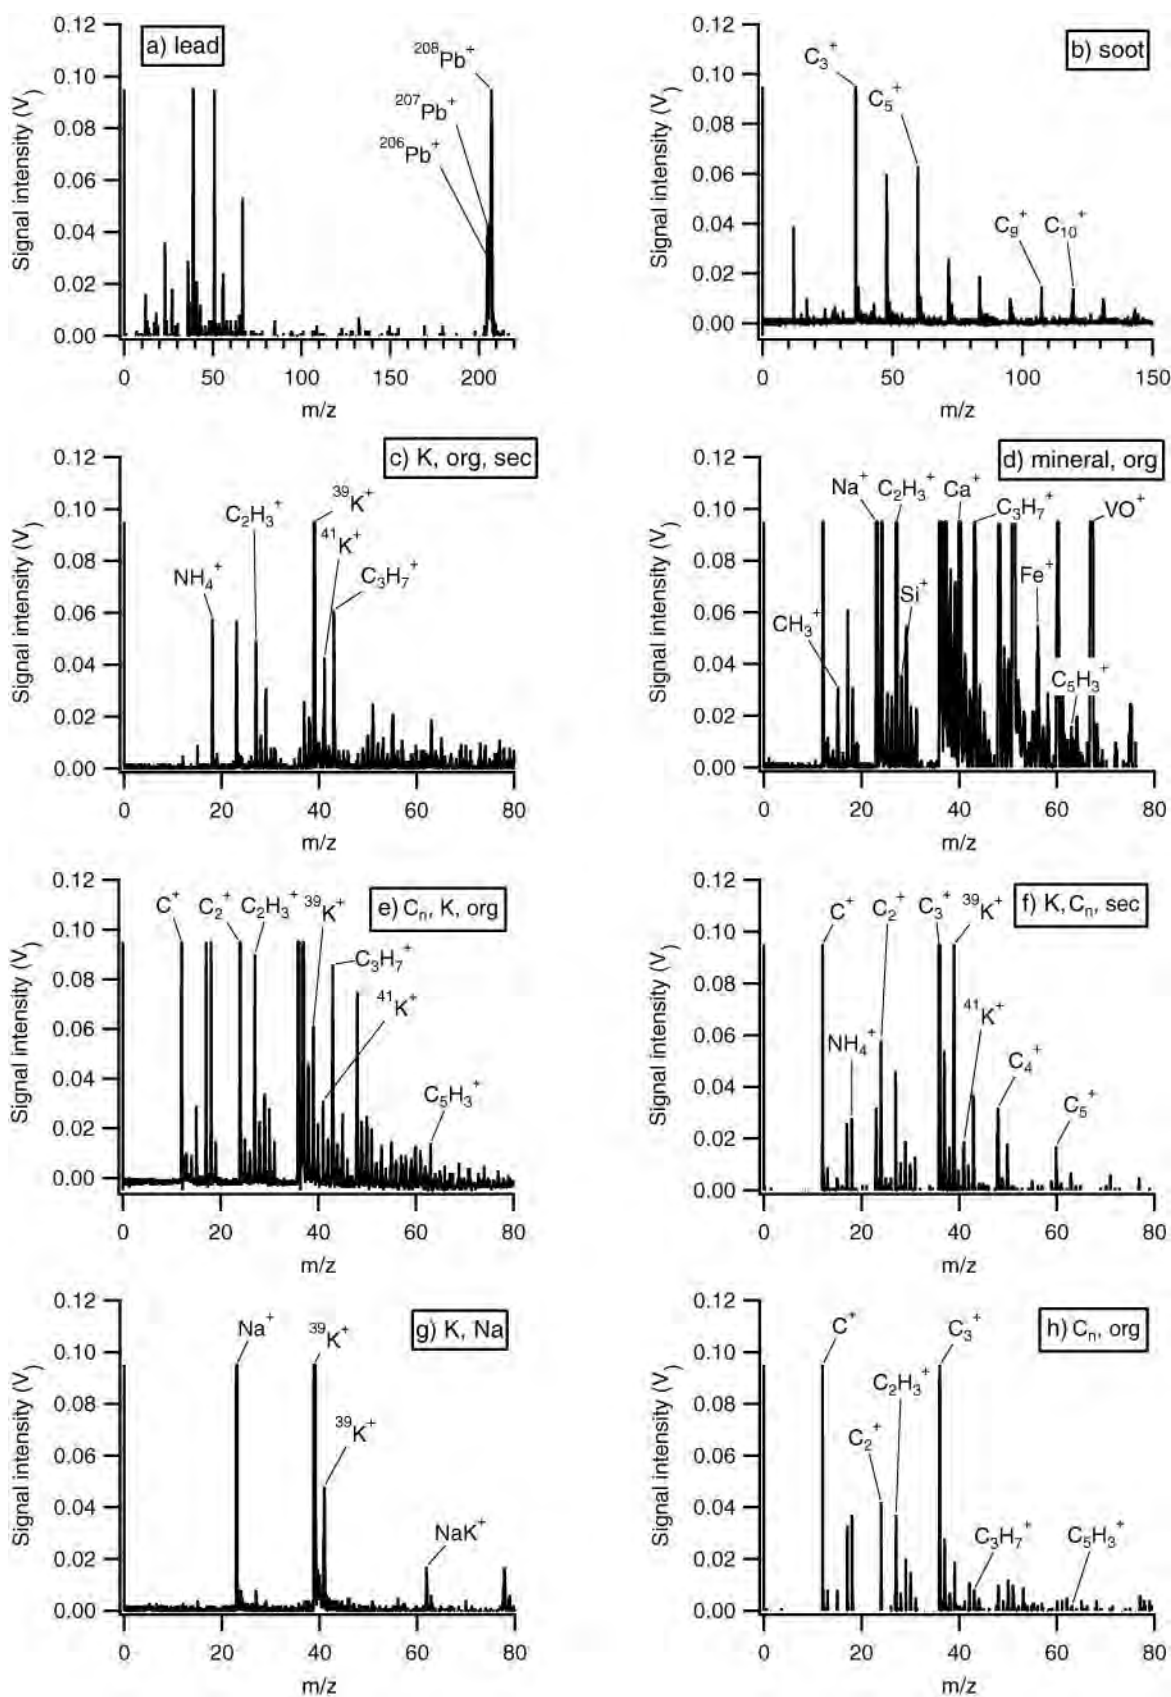 a) lead
Signal intensity (V)
0.12
0.10
0.08
0.06
0.04
0.02
0.00
²⁰⁸Pb⁺
²⁰⁷Pb⁺
²⁰⁶Pb⁺
0 50 100 150 200
m/z
b) soot
Signal intensity (V)
0.12
0.10
0.08
0.06
0.04
0.02
0.00
C₃⁺
C₅⁺
C₉⁺ C₁₀⁺
0 50 100 150
m/z
c) K, org, sec
Signal intensity (V)
0.12
0.10
0.08
0.06
0.04
0.02
0.00
³⁹K⁺
C₂H₃⁺
⁴¹K⁺
NH₄⁺
C₃H₇⁺
0 20 40 60 80
m/z
d) mineral, org
Signal intensity (V)
0.12
0.10
0.08
0.06
0.04
0.02
0.00
Na⁺ C₂H₃⁺ Ca⁺
C₃H₇⁺ VO⁺
Si⁺ Fe⁺
CH₃⁺
C₅H₃⁺
0 20 40 60 80
m/z
e) Cₙ, K, org
Signal intensity (V)
0.12
0.10
0.08
0.06
0.04
0.02
0.00
C⁺ C₂⁺ C₂H₃⁺ ³⁹K⁺
C₃H₇⁺
⁴¹K⁺
C₅H₃⁺
0 20 40 60 80
m/z
f) K, Cₙ, sec
Signal intensity (V)
0.12
0.10
0.08
0.06
0.04
0.02
0.00
C⁺ C₂⁺ C₃⁺ ³⁹K⁺
⁴¹K⁺
NH₄⁺
C₄⁺
C₅⁺
0 20 40 60 80
m/z
g) K, Na
Signal intensity (V)
0.12
0.10
0.08
0.06
0.04
0.02
0.00
Na⁺ ³⁹K⁺
³⁹K⁺
NaK⁺
0 20 40 60 80
m/z
h) Cₙ, org
Signal intensity (V)
0.12
0.10
0.08
0.06
0.04
0.02
0.00
C⁺ C₃⁺
C₂H₃⁺
C₂⁺
C₃H₇⁺ C₅H₃⁺
0 20 40 60 80
m/z